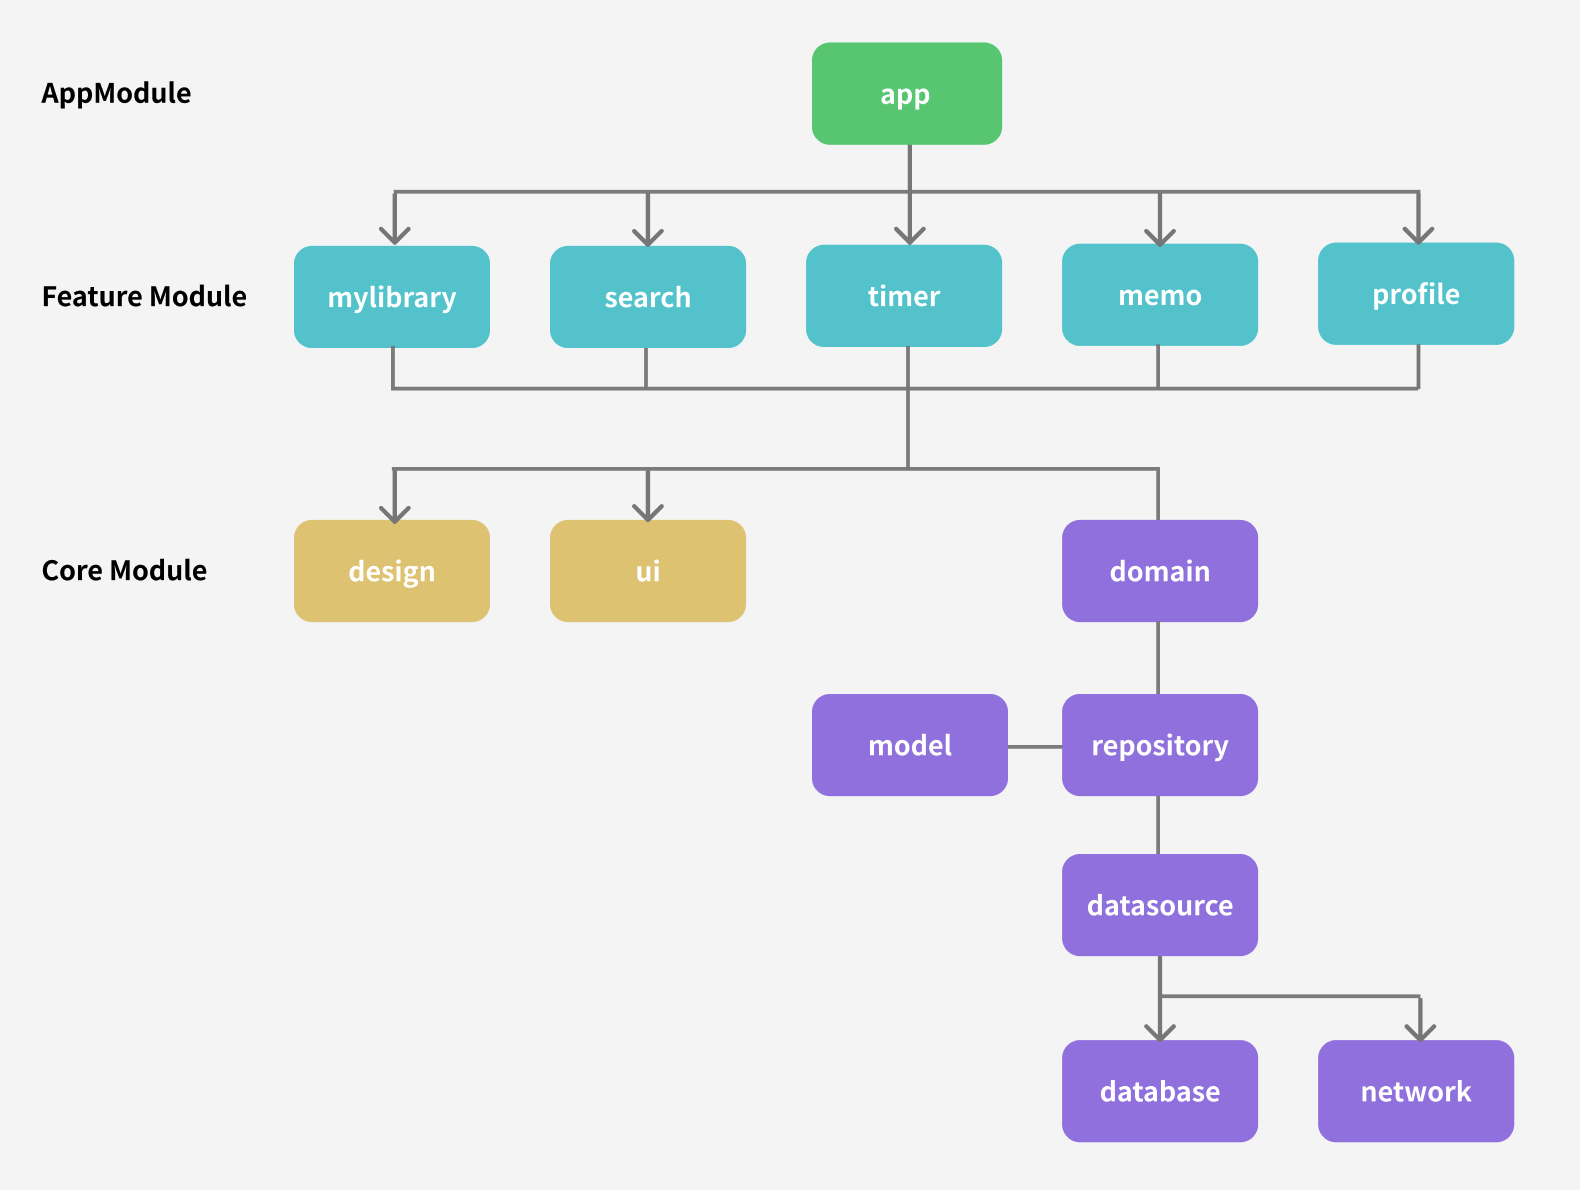 AppModule
app
Feature Module
mylibrary
search
timer
memo
profile
Core Module
design
ui
domain
model
repository
datasource
database
network